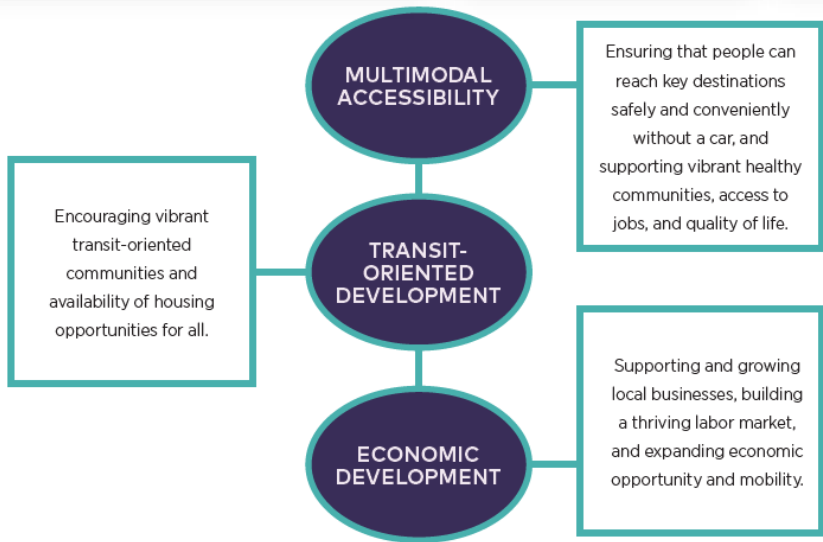 MULTIMODAL
ACCESSIBILITY
Ensuring that people can
reach key destinations
safely and conveniently
without a car, and
supporting vibrant healthy
communities, access to
jobs, and quality of life.
Encouraging vibrant
transit-oriented
communities and
availability of housing
opportunities for all.
TRANSIT-
ORIENTED
DEVELOPMENT
ECONOMIC
DEVELOPMENT
Supporting and growing
local businesses, building
a thriving labor market,
and expanding economic
opportunity and mobility.